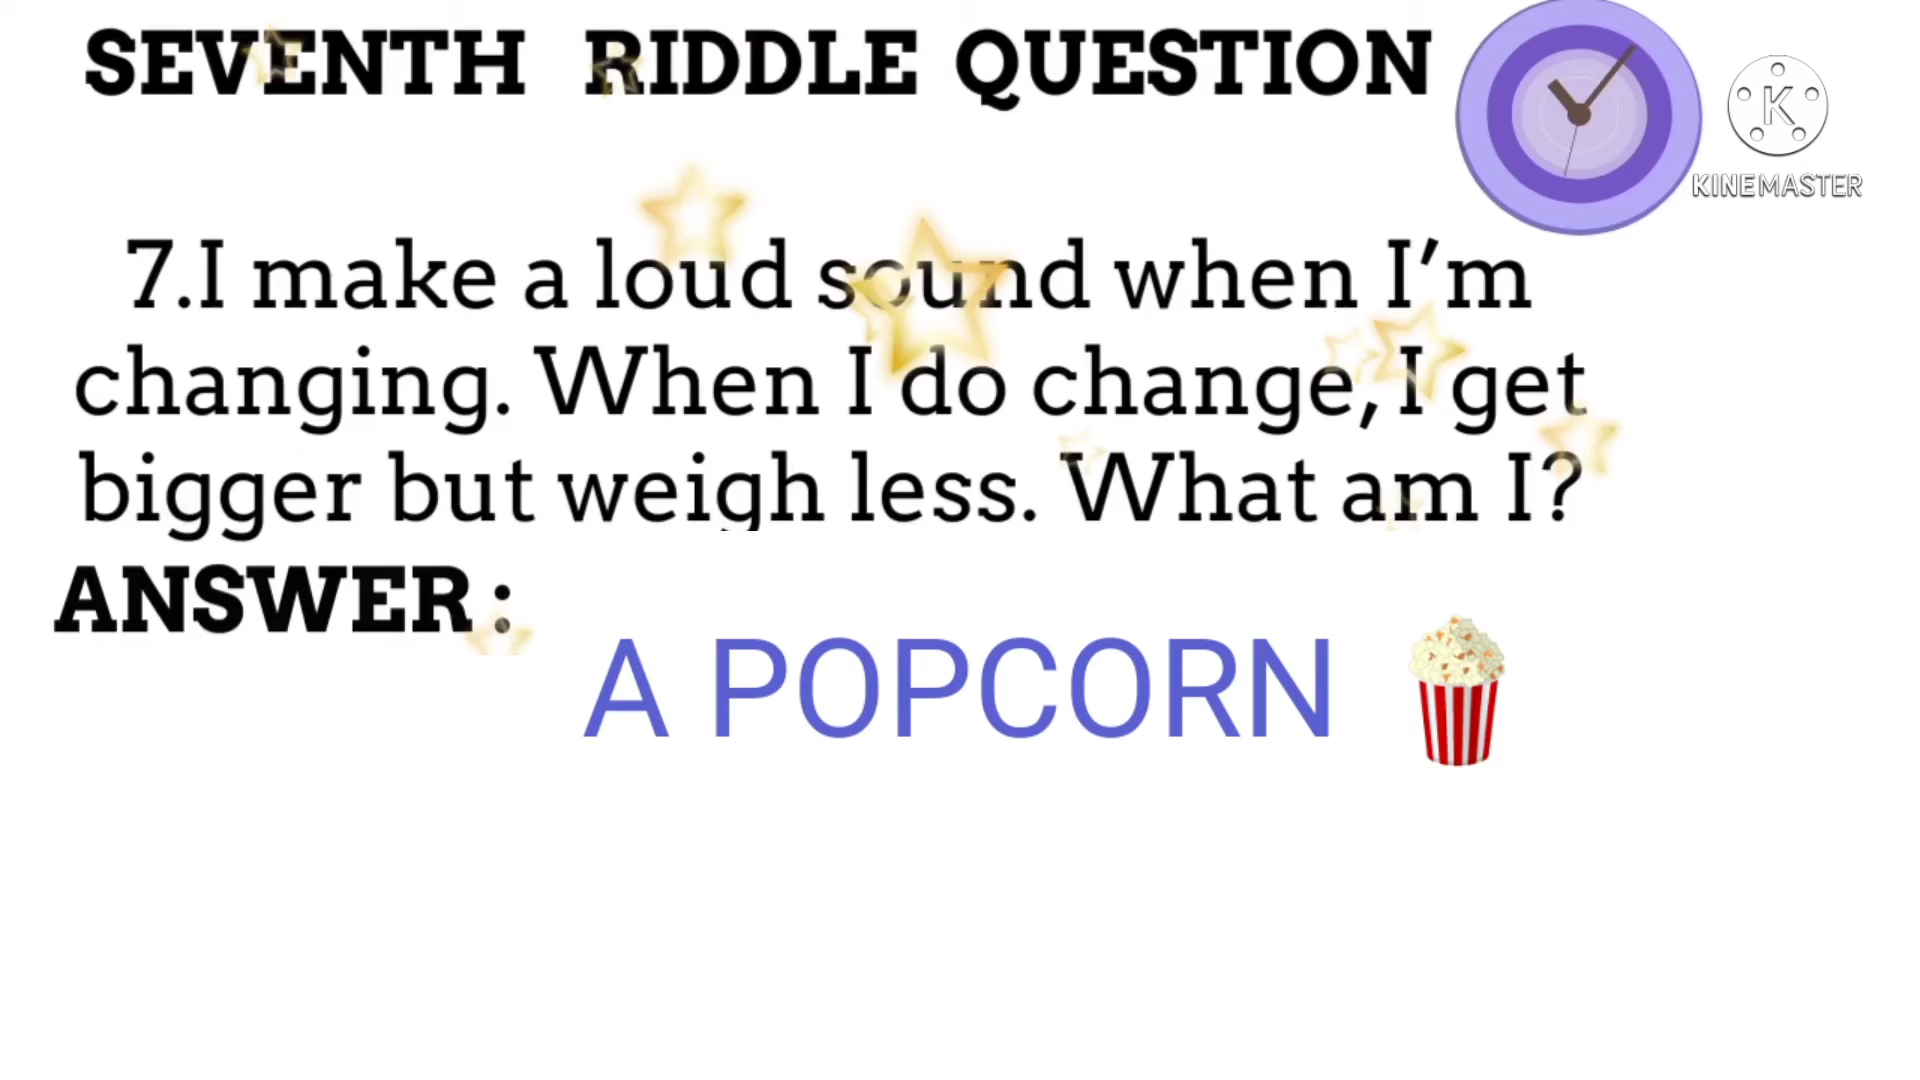 SEVENTH RIDDLE QUESTION
KINEMASTER
7.I make a loud sound when I’m
changing. When I do change,I get
bigger but weigh less. What am I?
ANSWER :
A POPCORN